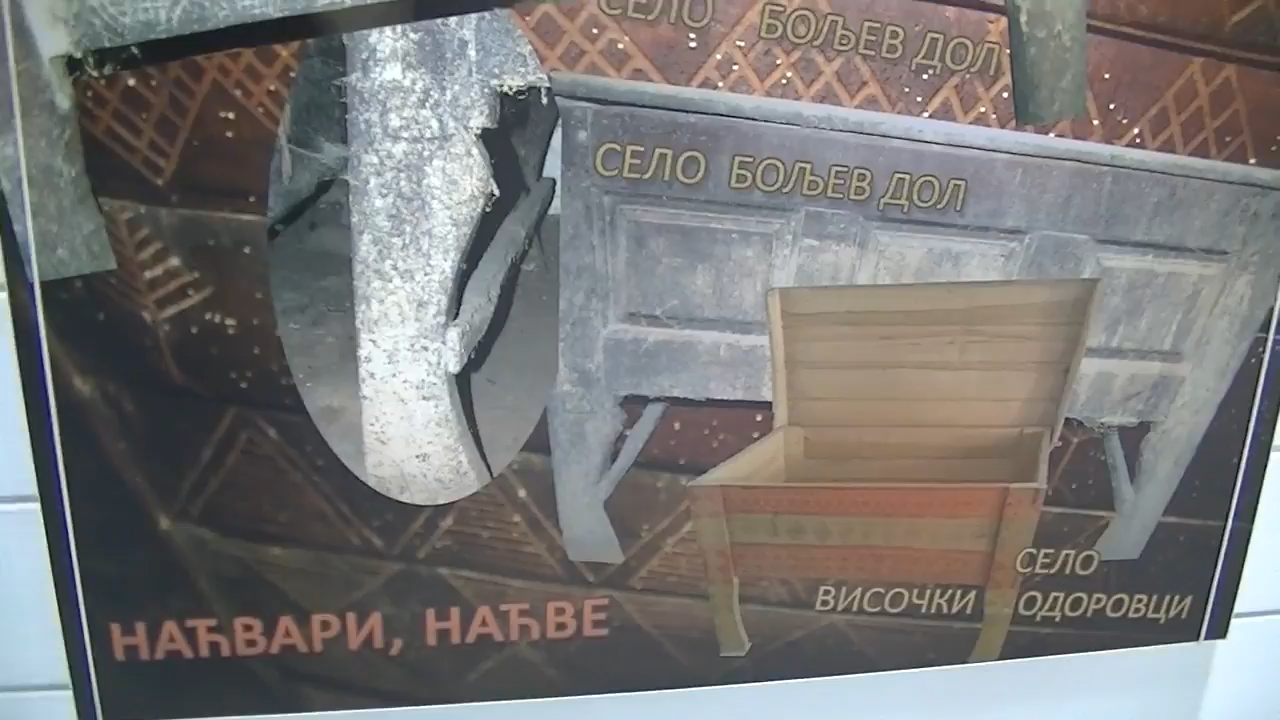 СЕЛО БОЉЕВ ДОЛ
СЕЛО БОЉЕВ ДОЛ
СЕЛО
ВИСОЧКИ ОДОРОВЦИ
НАЋВАРИ, НАЋВЕ